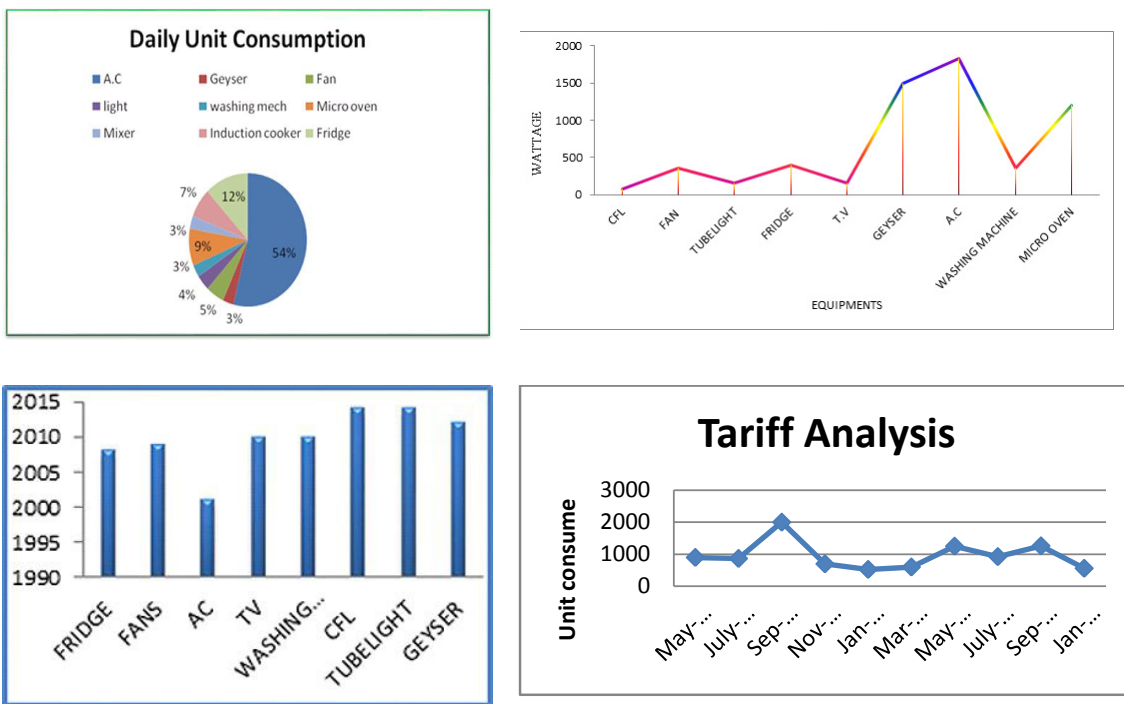 Daily Unit Consumption
A.C Geyser Fan
light washing mech Micro oven
Mixer Induction cooker Fridge
7%
12%
3%
9%
54%
3%
4%
5%
3%
2000
1500
1000
500
0
WATTAGE
CFL
FAN
TUBELIGHT
FRIDGE
T.V
GEYSER
A.C
WASHING MACHINE
MICRO OVEN
EQUIPMENTS
2015
2010
2005
2000
1995
1990
FRIDGE
FANS
AC
TV
WASHING...
CFL
TUBELIGHT
GEYSER
Tariff Analysis
Unit consume
3000
2000
1000
0
May-...
July-...
Sep-...
Nov-...
Jan-...
Mar-...
May-...
July-...
Sep-...
Jan-...